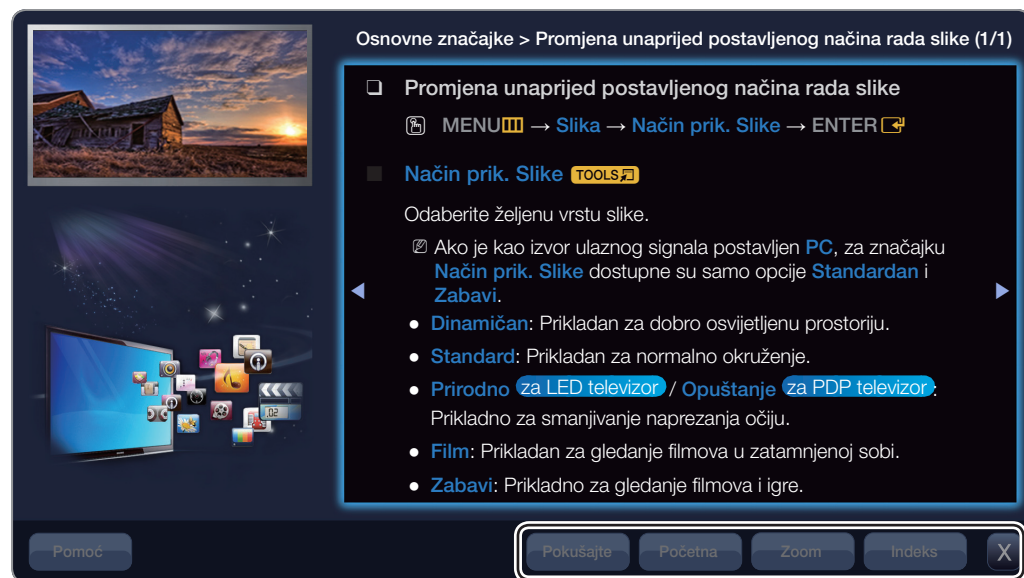 Osnovne značajke > Promjena unaprijed postavljenog načina rada slike (1/1)
❑ Promjena unaprijed postavljenog načina rada slike
MENU → Slika → Način prik. Slike → ENTER
Način prik. Slike TOOLS
Odaberite željenu vrstu slike.
Ako je kao izvor ulaznog signala postavljen PC, za značajku
Način prik. Slike dostupne su samo opcije Standardan i
Zabavi.
● Dinamičan: Prikladan za dobro osvijetljenu prostoriju.
● Standard: Prikladan za normalno okruženje.
● Prirodno za LED televizor / Opuštanje za PDP televizor:
Prikladno za smanjivanje naprezanja očiju.
● Film: Prikladan za gledanje filmova u zatamnjenoj sobi.
● Zabavi: Prikladno za gledanje filmova i igre.
Pomoć Pokušajte Početna Zoom Indeks X